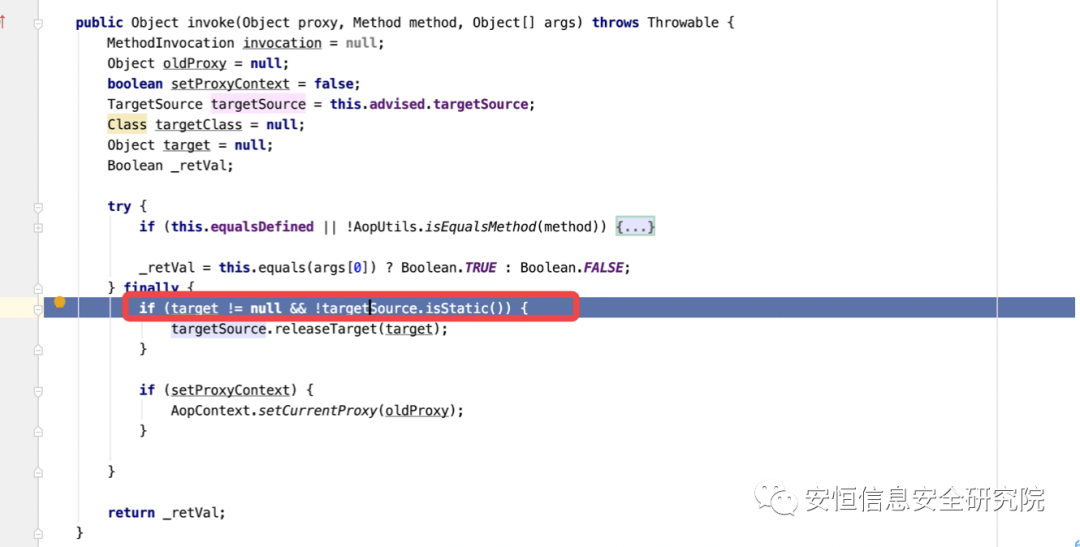 public Object invoke(Object proxy, Method method, Object[] args) throws Throwable {
MethodInvocation invocation = null;
Object oldProxy = null;
boolean setProxyContext = false;
TargetSource targetSource = this.advised.targetSource;
Class targetClass = null;
Object target = null;
Boolean _retVal;
try {
if (this.equalsDefined || !AopUtils.isEqualsMethod(method)) {...}
_retVal = this.equals(args[0]) ? Boolean.TRUE : Boolean.FALSE;
} finally {
if (target != null && !targetSource.isStatic()) {
targetSource.releaseTarget(target);
}
if (setProxyContext) {
AopContext.setCurrentProxy(oldProxy);
}
}
return _retVal;
}
安恒信息安全研究院